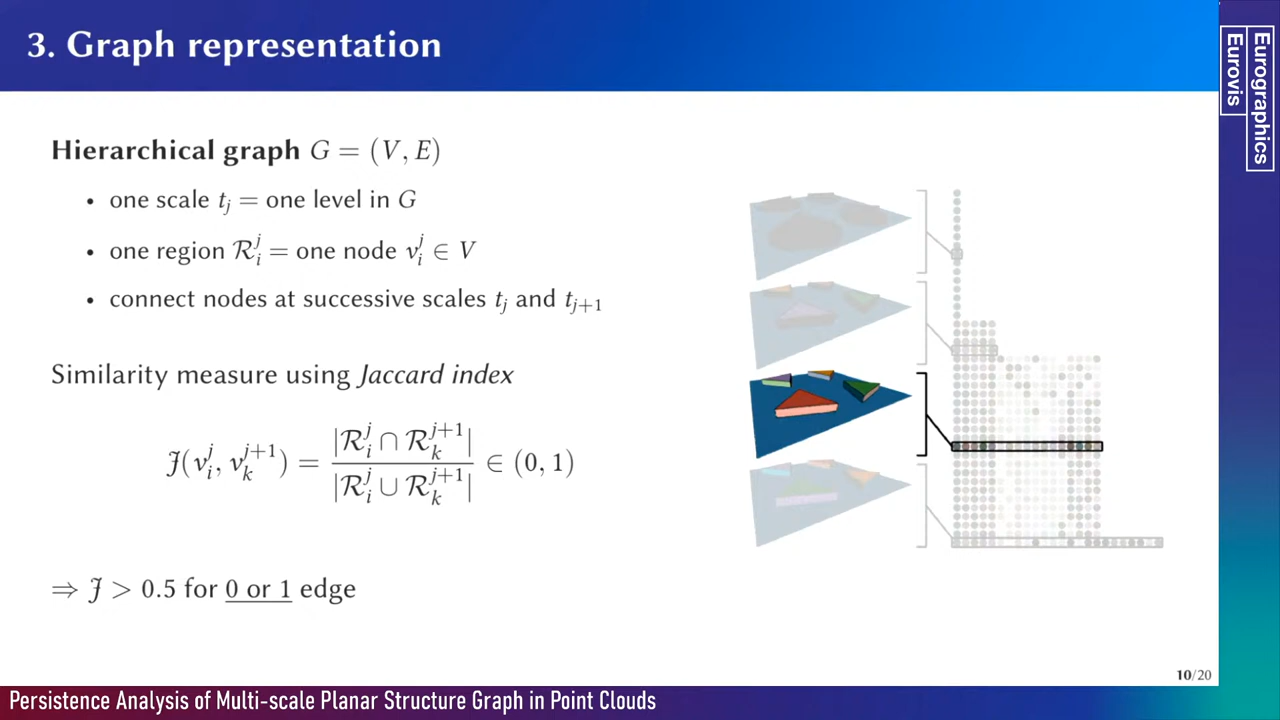 3. Graph representation
Hierarchical graph G = (V, E)
• one scale t_j = one level in G
• one region ℛ_i^j = one node v_i^j ∈ V
• connect nodes at successive scales t_j and t_{j+1}
Similarity measure using Jaccard index
𝒥(v_i^j, v_k^{j+1}) = |ℛ_i^j ∩ ℛ_k^{j+1}| / |ℛ_i^j ∪ ℛ_k^{j+1}| ∈ (0, 1)
⇒ 𝒥 > 0.5 for 0 or 1 edge
10/20
Persistence Analysis of Multi-scale Planar Structure Graph in Point Clouds
Eurographics
Eurovis